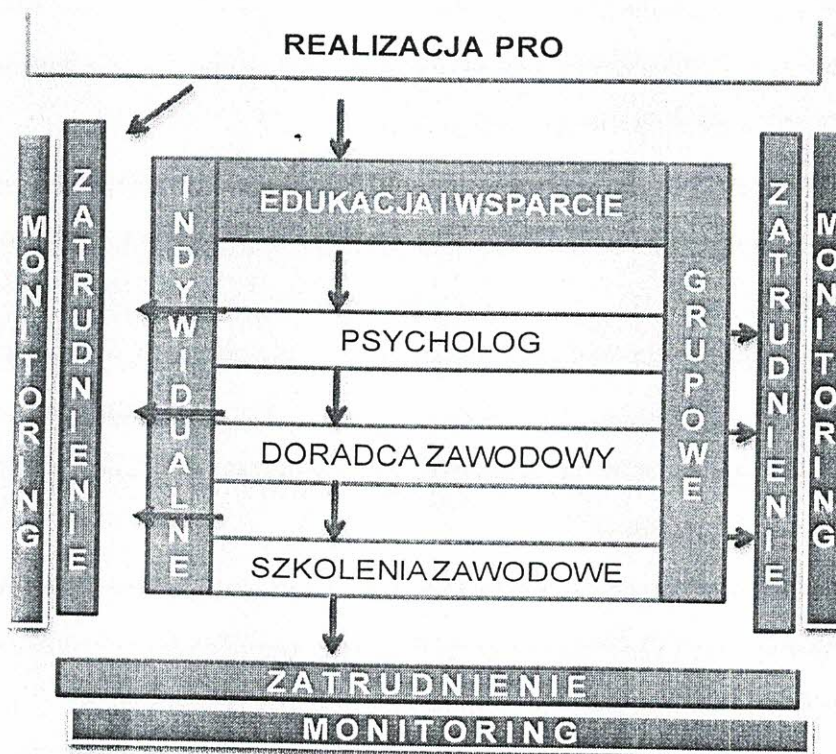 REALIZACJA PRO
MONITORING
ZATRUDNIENIE
INDYWIDUALNE
EDUKACJA I WSPARCIE
PSYCHOLOG
DORADCA ZAWODOWY
SZKOLENIA ZAWODOWE
GRUPOWE
ZATRUDNIENIE
MONITORING
ZATRUDNIENIE
MONITORING